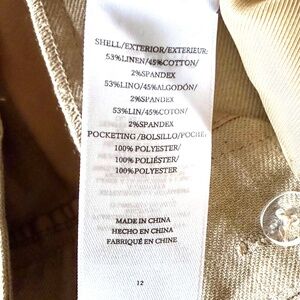 SHELL/EXTERIOR/EXTERIEUR:
53%LINEN/45%COTTON/
2%SPANDEX
53%LINO/45%ALGODÓN/
2%SPANDEX
53%LIN/45%COTON/
2%SPANDEX
POCKETING/BOLSILLO/POCHE:
100% POLYESTER/
100% POLIÉSTER/
100% POLYESTER
MADE IN CHINA
HECHO EN CHINA
FABRIQUÉ EN CHINE
12